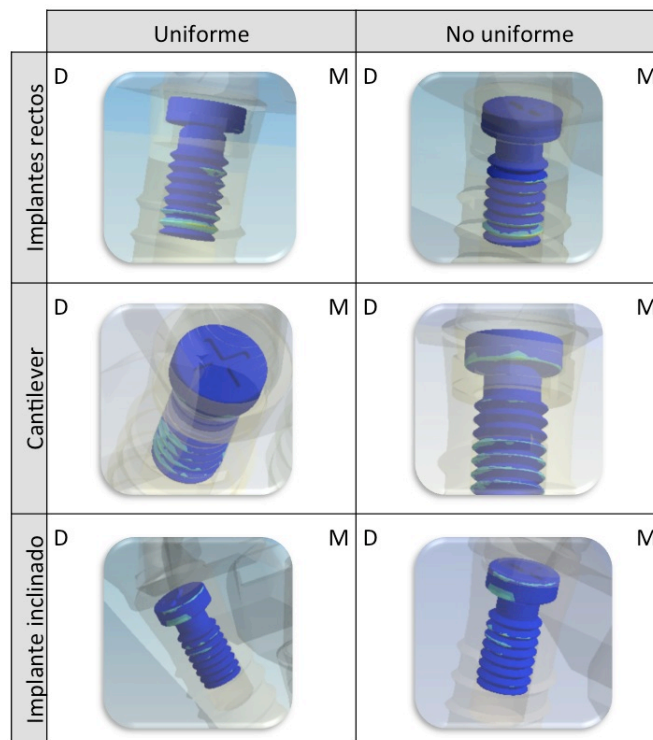 Uniforme
No uniforme
Implantes rectos
D
M
D
M
Cantilever
D
M
D
M
Implante inclinado
D
M
D
M